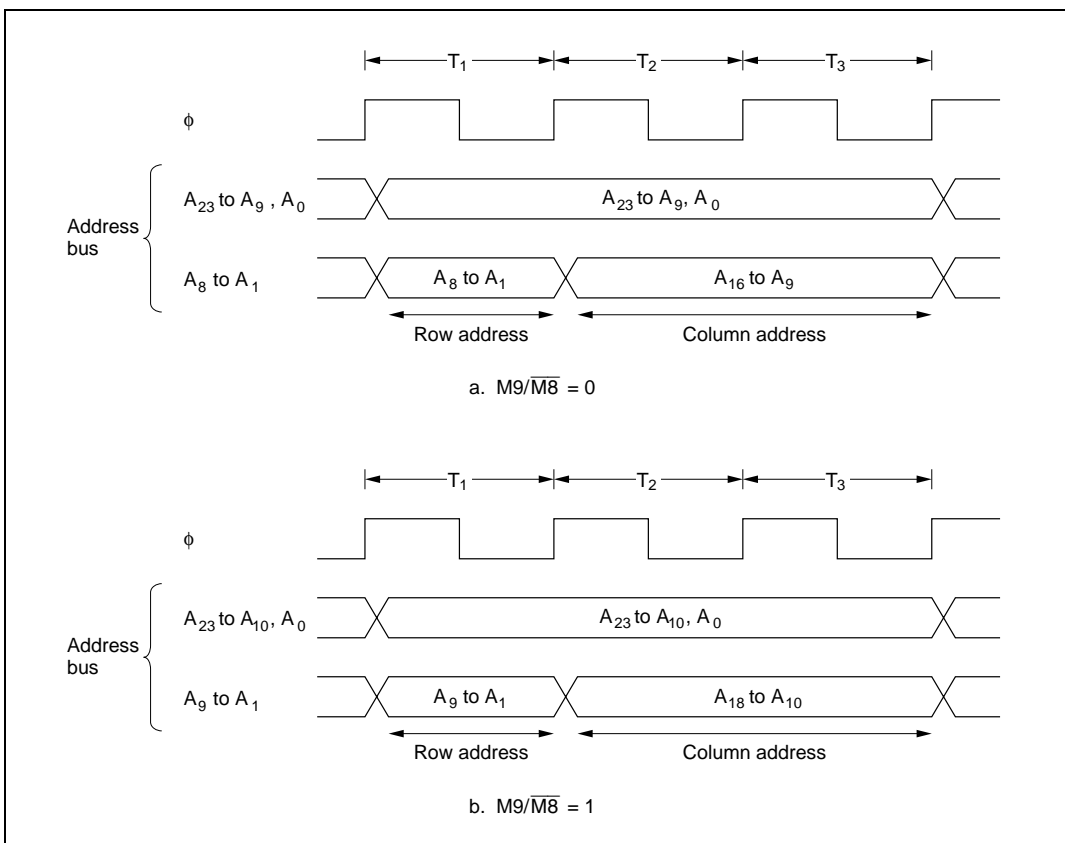 T1 T2 T3
ϕ
A23 to A9 , A0 A23 to A9, A0
Address bus
A8 to A1 A8 to A1 A16 to A9
Row address Column address
a. M9/M̅8̅ = 0
T1 T2 T3
ϕ
A23 to A10, A0 A23 to A10, A0
Address bus
A9 to A1 A9 to A1 A18 to A10
Row address Column address
b. M9/M̅8̅ = 1